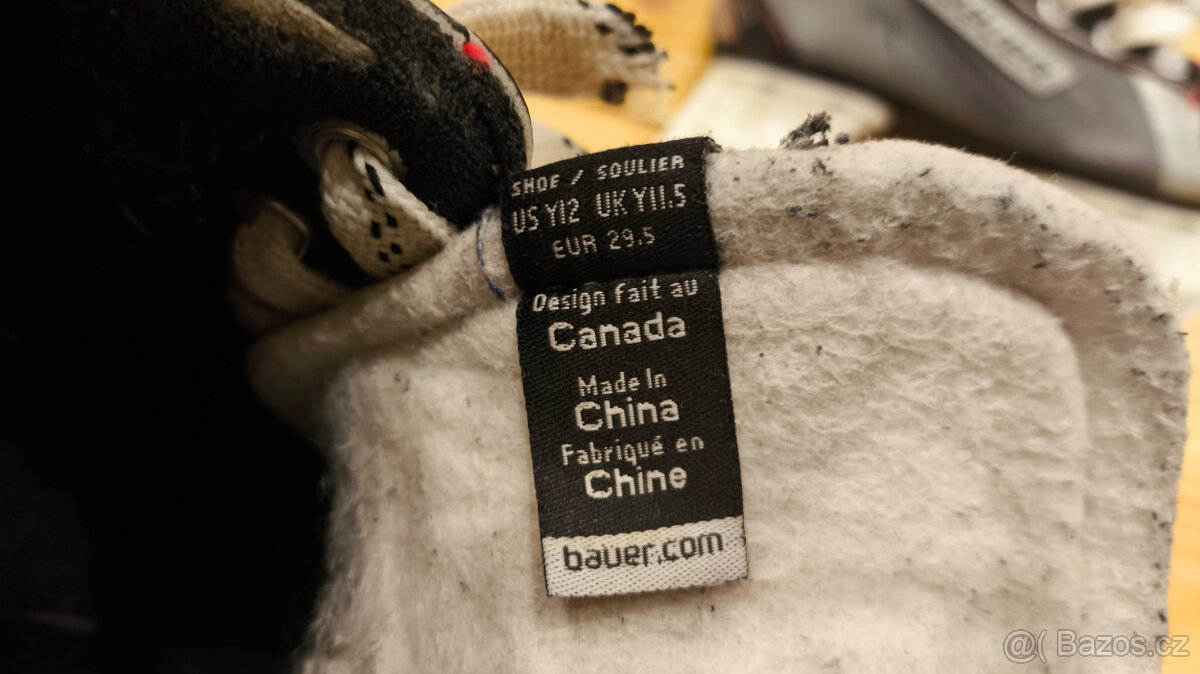 SHOE / SOULIER
US Y12 UK Y11.5
EUR 29.5
Design fait au
Canada
Made In
China
Fabriqué en
Chine
bauer.com
@( Bazos.cz